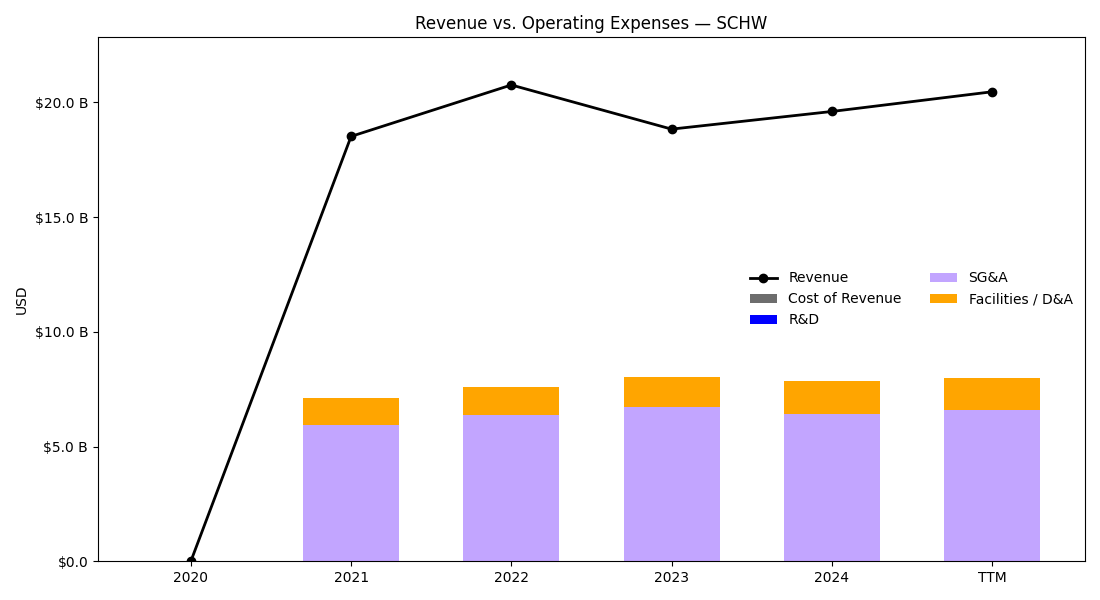 Revenue vs. Operating Expenses — SCHW
USD
$20.0 B
$15.0 B
$10.0 B
$5.0 B
$0.0
Revenue
Cost of Revenue
R&D
SG&A
Facilities / D&A
2020
2021
2022
2023
2024
TTM